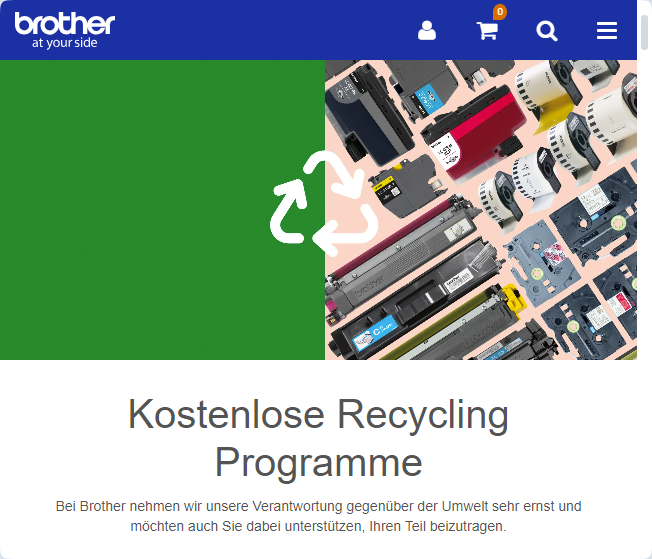 brother
at your side
0
Kostenlose Recycling
Programme
Bei Brother nehmen wir unsere Verantwortung gegenüber der Umwelt sehr ernst und
möchten auch Sie dabei unterstützen, Ihren Teil beizutragen.